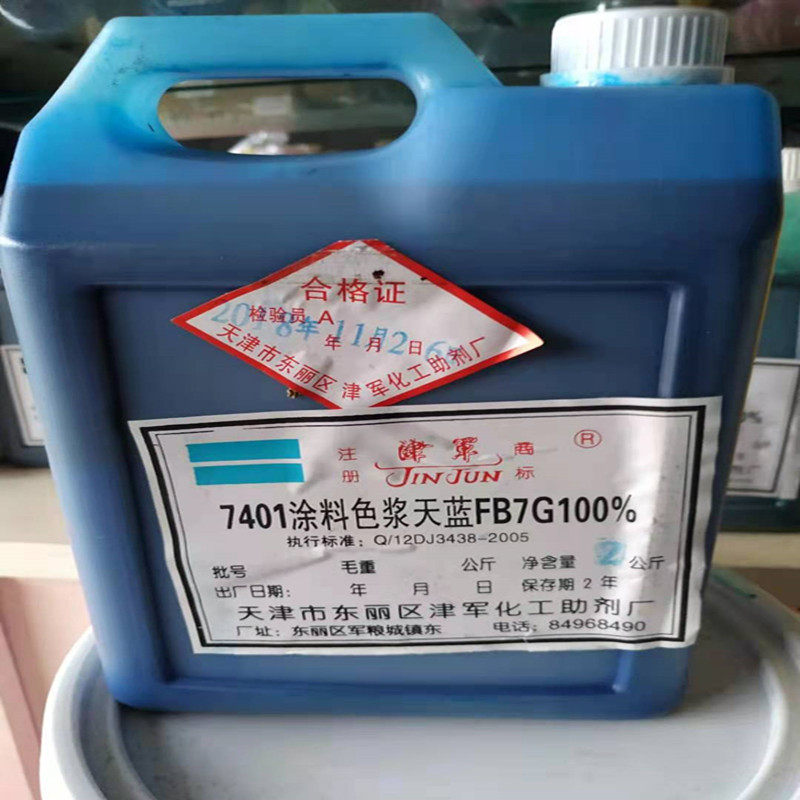 合格证
检验员 A
2018年11月26
年 月 日
天津市东丽区津军化工助剂厂
注册 津军 商标 ®
JINJUN
7401涂料色浆天蓝FB7G100%
执行标准：Q/12DJ3438-2005
批号 毛重 公斤 净含量 2 公斤
出厂日期： 年 月 日 保存期2年
天津市东丽区津军化工助剂厂
厂址：东丽区军粮城镇东 电话：84968490